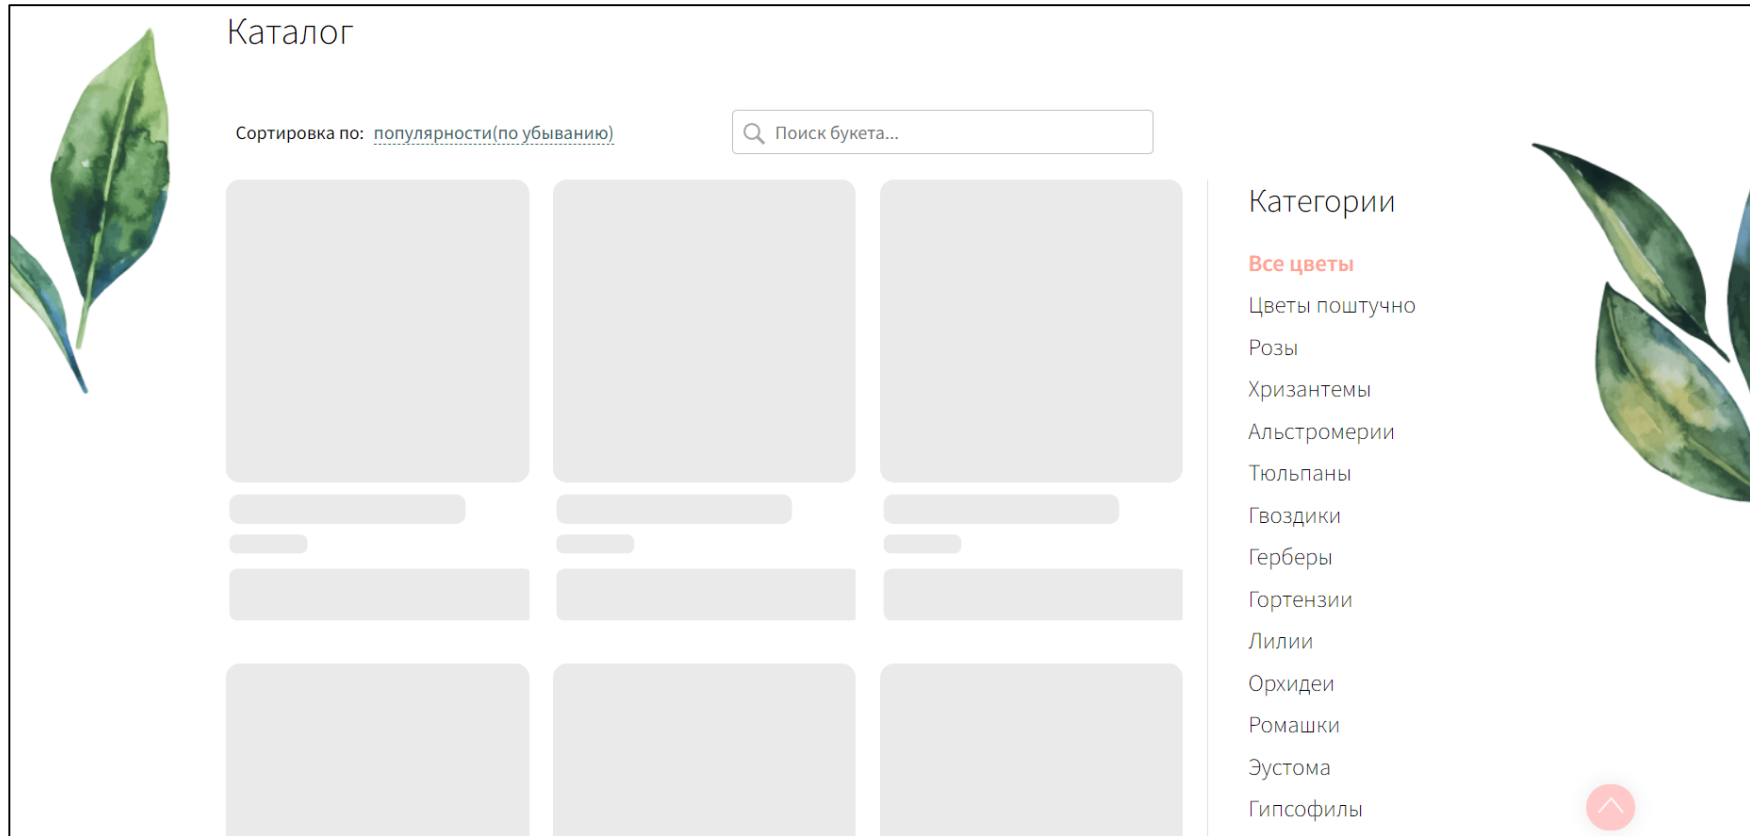 Каталог
Сортировка по: популярности(по убыванию)
Поиск букета...
Категории
Все цветы
Цветы поштучно
Розы
Хризантемы
Альстромерии
Тюльпаны
Гвоздики
Герберы
Гортензии
Лилии
Орхидеи
Ромашки
Эустома
Гипсофилы